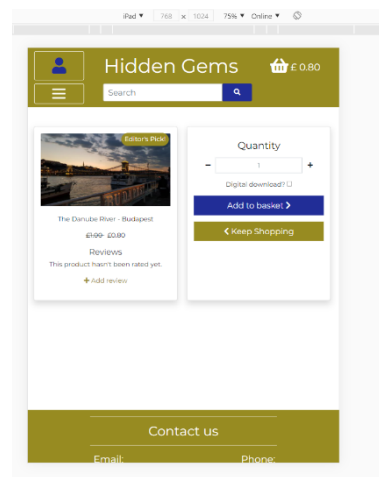 iPad ▼ 768 x 1024 75% ▼ Online ▼
Hidden Gems
£ 0.80
Search
Editor's Pick!
The Danube River - Budapest
£1.99 £0.80
Reviews
This product hasn't been rated yet.
+ Add review
Quantity
- 1 +
Digital download?
Add to basket
Keep Shopping
Contact us
Email: Phone: